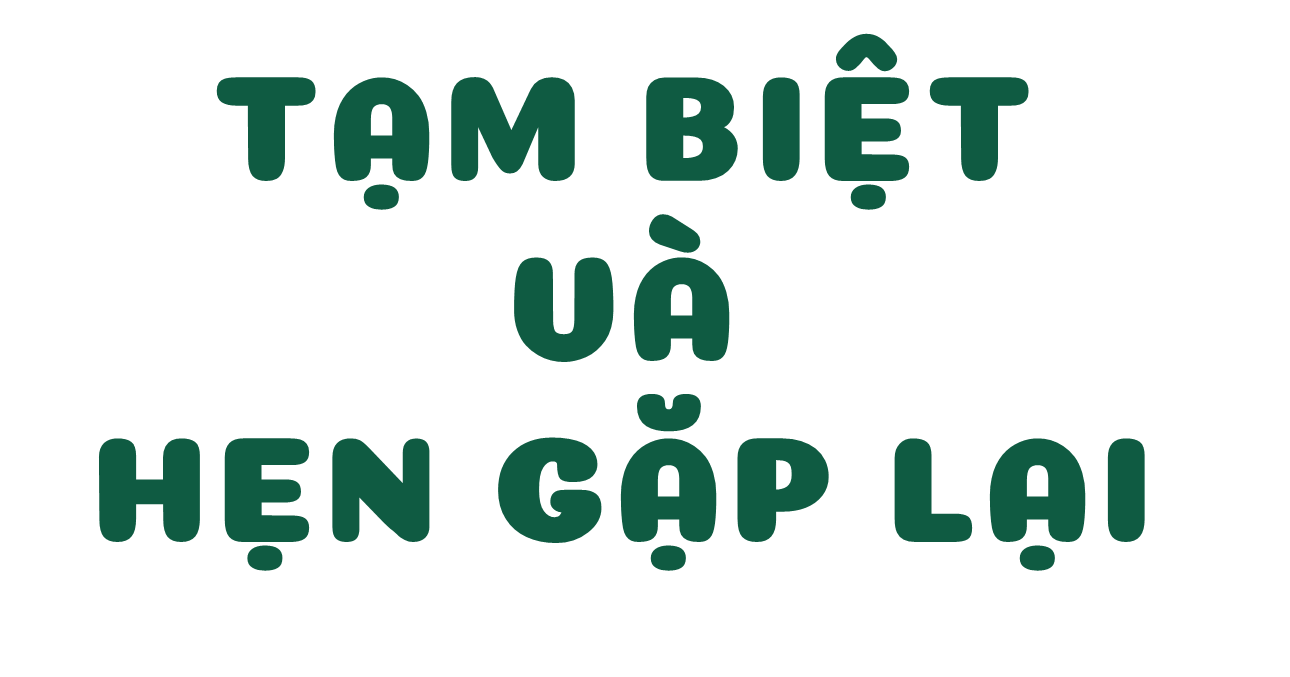 TẠM BIỆT
UÀ
HẸN GẶP LẠI